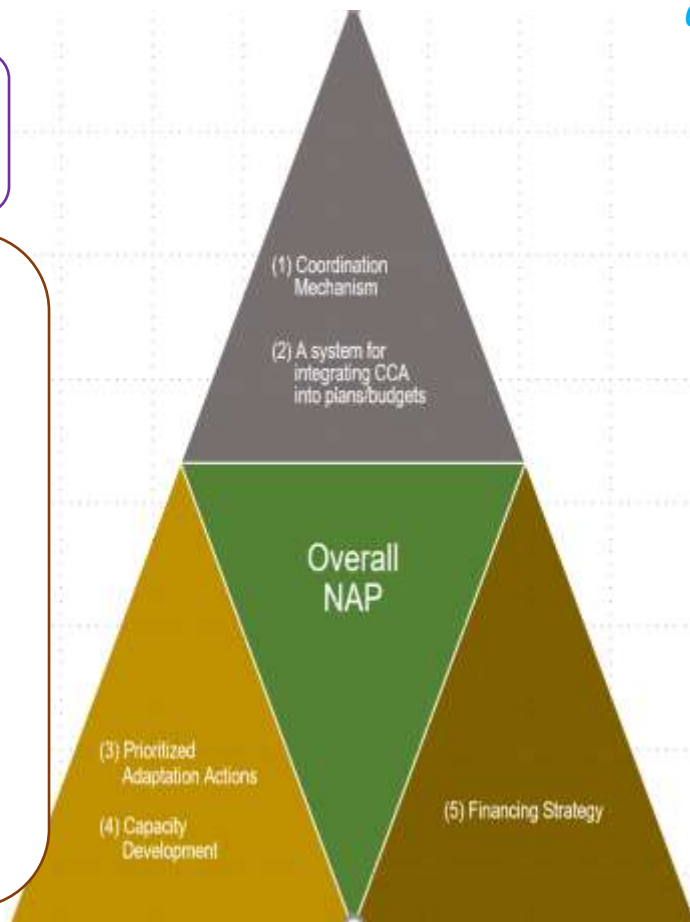 (1) Coordination
Mechanism
(2) A system for
integrating CCA
into plans/budgets
Overall
NAP
(3) Prioritized
Adaptation Actions
(4) Capacity
Development
(5) Financing Strategy